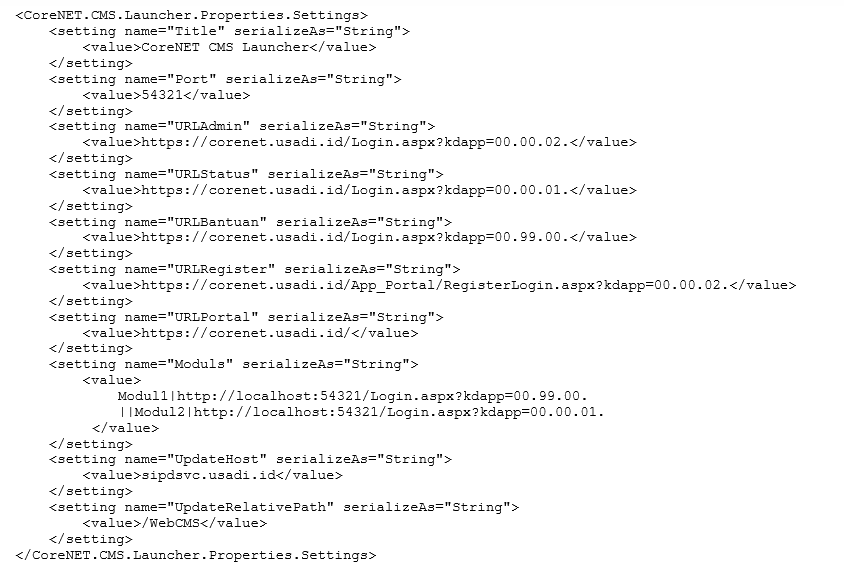 <CoreNET.CMS.Launcher.Properties.Settings>
    <setting name="Title" serializeAs="String">
        <value>CoreNET CMS Launcher</value>
    </setting>
    <setting name="Port" serializeAs="String">
        <value>54321</value>
    </setting>
    <setting name="URLAdmin" serializeAs="String">
        <value>https://corenet.usadi.id/Login.aspx?kdapp=00.00.02.</value>
    </setting>
    <setting name="URLStatus" serializeAs="String">
        <value>https://corenet.usadi.id/Login.aspx?kdapp=00.00.01.</value>
    </setting>
    <setting name="URLBantuan" serializeAs="String">
        <value>https://corenet.usadi.id/Login.aspx?kdapp=00.99.00.</value>
    </setting>
    <setting name="URLRegister" serializeAs="String">
        <value>https://corenet.usadi.id/App_Portal/RegisterLogin.aspx?kdapp=00.00.02.</value>
    </setting>
    <setting name="URLPortal" serializeAs="String">
        <value>https://corenet.usadi.id/</value>
    </setting>
    <setting name="Moduls" serializeAs="String">
        <value>
            Modul1|http://localhost:54321/Login.aspx?kdapp=00.99.00.
            ||Modul2|http://localhost:54321/Login.aspx?kdapp=00.00.01.
         </value>
    </setting>
    <setting name="UpdateHost" serializeAs="String">
        <value>sipdsvc.usadi.id</value>
    </setting>
    <setting name="UpdateRelativePath" serializeAs="String">
        <value>/WebCMS</value>
    </setting>
</CoreNET.CMS.Launcher.Properties.Settings>